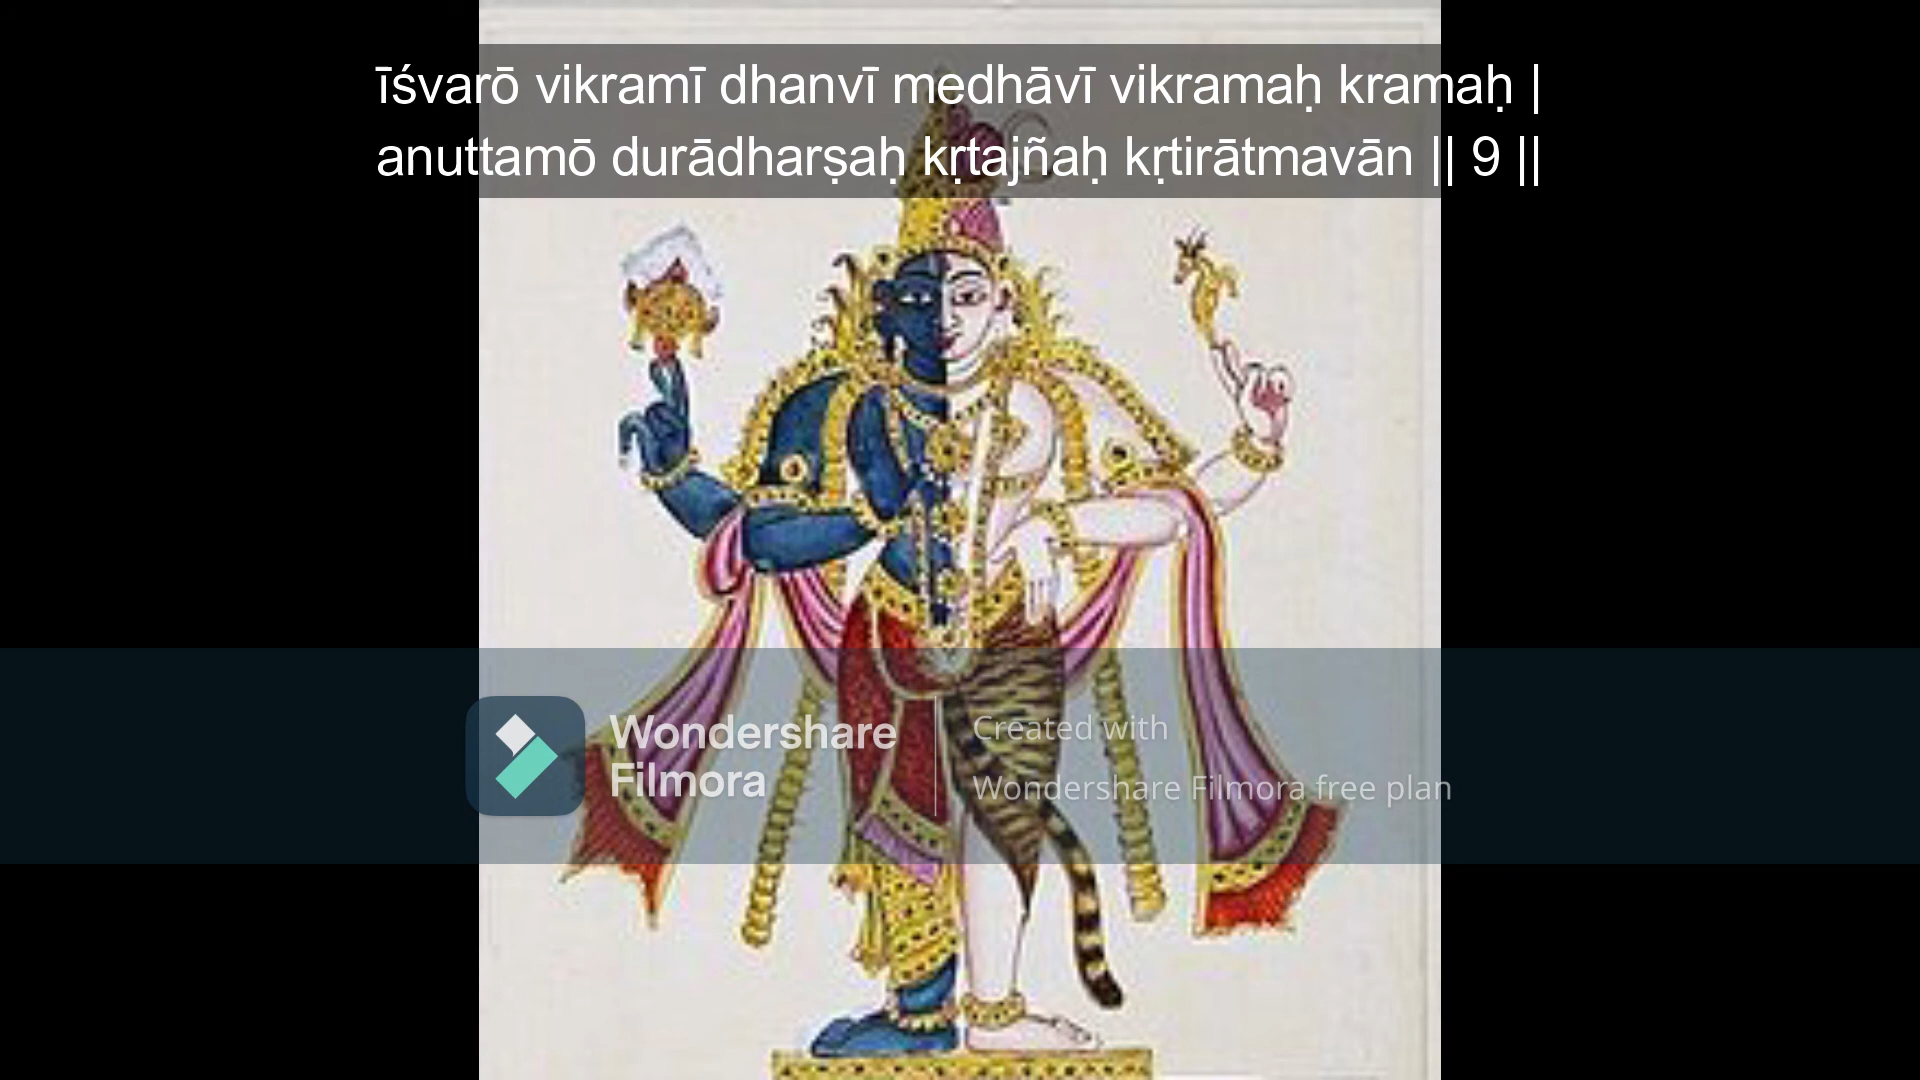 īśvarō vikramī dhanvī medhāvī vikramaḥ kramaḥ |
anuttamō durādharṣaḥ kṛtajñaḥ kṛtirātmavān || 9 ||
Wondershare
Filmora
Created with
Wondershare Filmora free plan